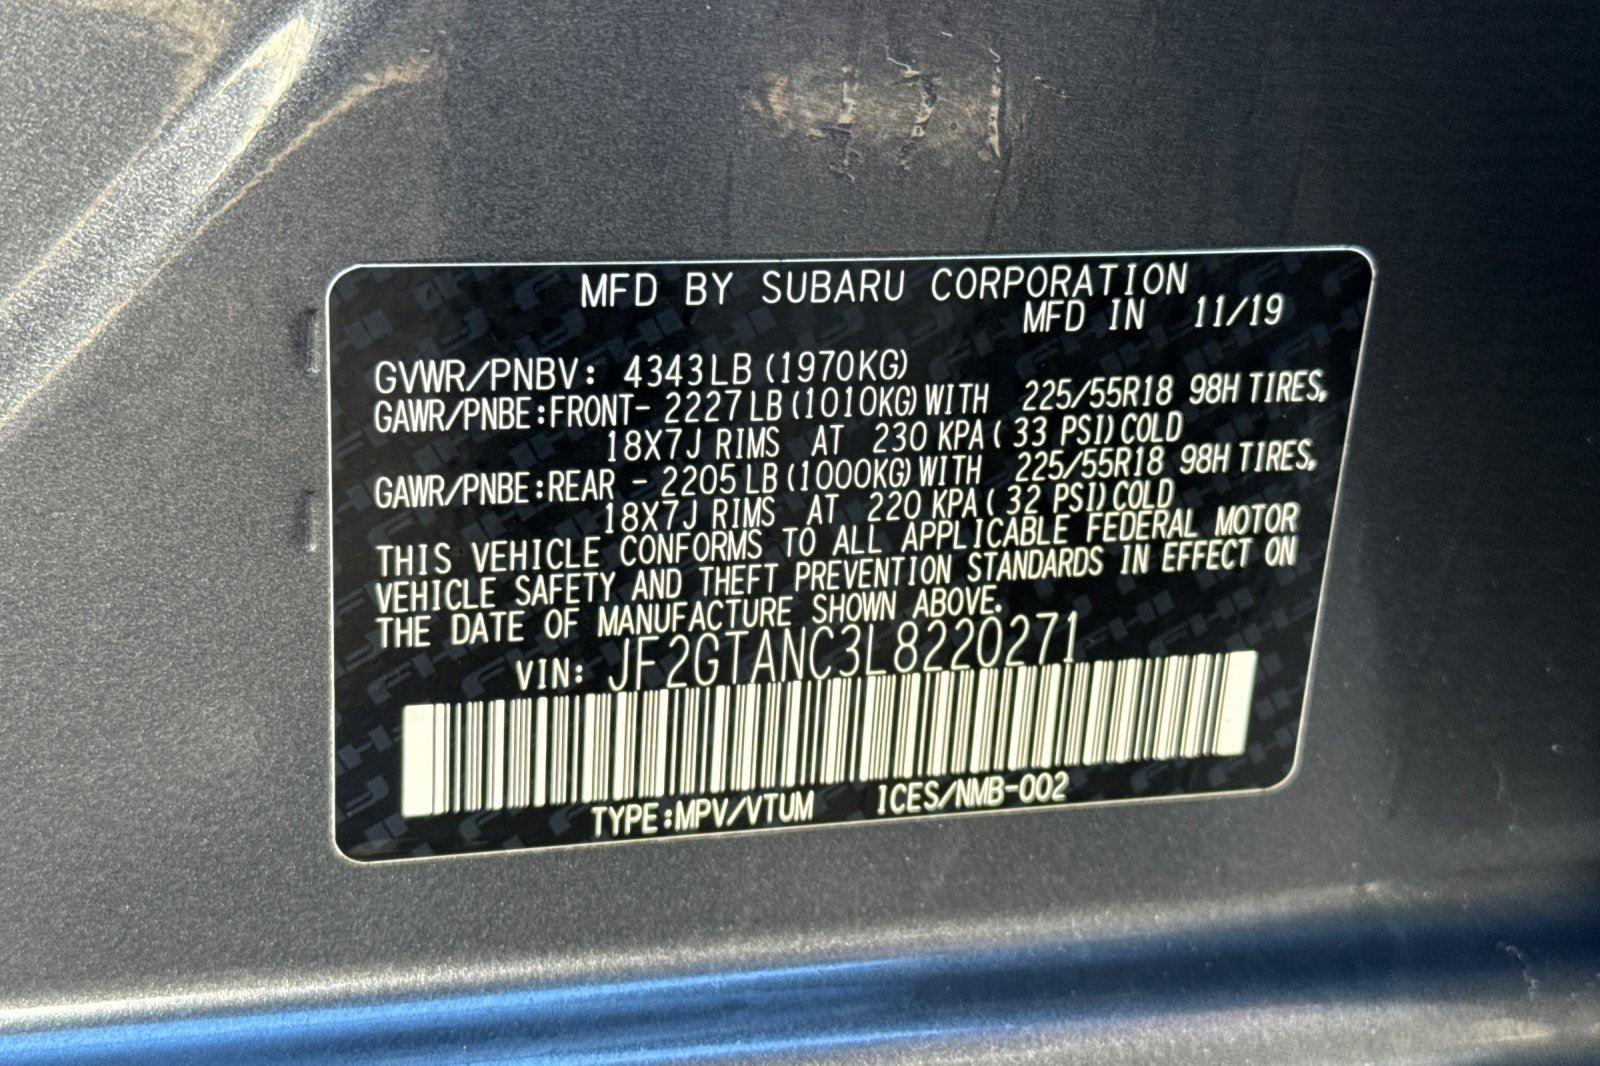 MFD BY SUBARU CORPORATION
MFD IN 11/19
GVWR/PNBV: 4343LB (1970KG)
GAWR/PNBE:FRONT- 2227LB(1010KG)WITH 225/55R18 98H TIRES,
18X7J RIMS AT 230 KPA( 33 PSI)COLD
GAWR/PNBE:REAR - 2205LB(1000KG)WITH 225/55R18 98H TIRES,
18X7J RIMS AT 220 KPA( 32 PSI)COLD
THIS VEHICLE CONFORMS TO ALL APPLICABLE FEDERAL MOTOR
VEHICLE SAFETY AND THEFT PREVENTION STANDARDS IN EFFECT ON
THE DATE OF MANUFACTURE SHOWN ABOVE.
VIN: JF2GTANC3L8220271
TYPE:MPV/VTUM ICES/NMB-002